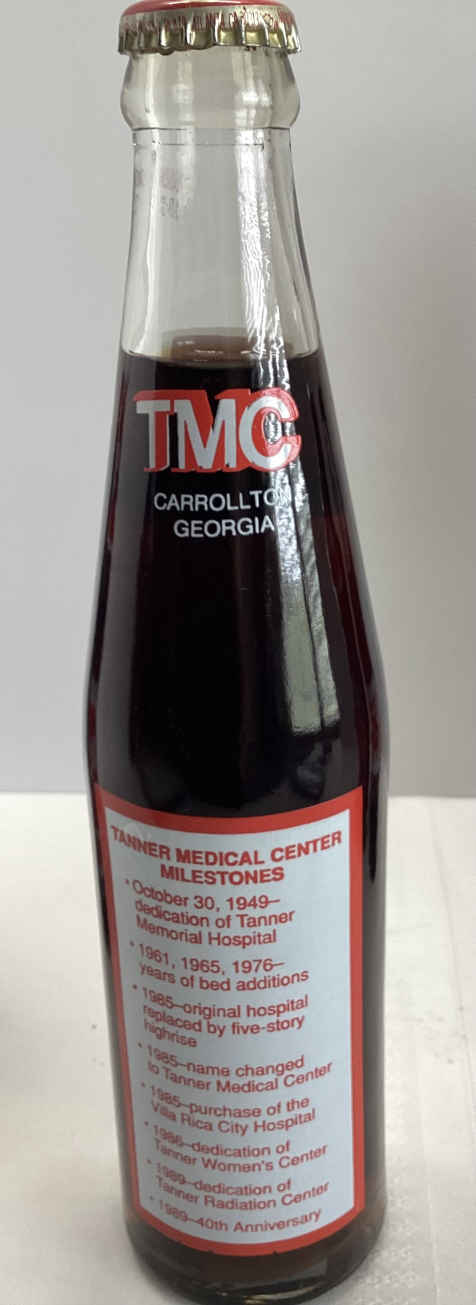 TMC
CARROLLTON
GEORGIA
TANNER MEDICAL CENTER
MILESTONES
• October 30, 1949–
dedication of Tanner
Memorial Hospital
• 1961, 1965, 1976–
years of bed additions
• 1985–original hospital
replaced by five-story
highrise
• 1985–name changed
to Tanner Medical Center
• 1985–purchase of the
Villa Rica City Hospital
• 1986–dedication of
Tanner Women's Center
• 1989–dedication of
Tanner Radiation Center
• 1989–40th Anniversary